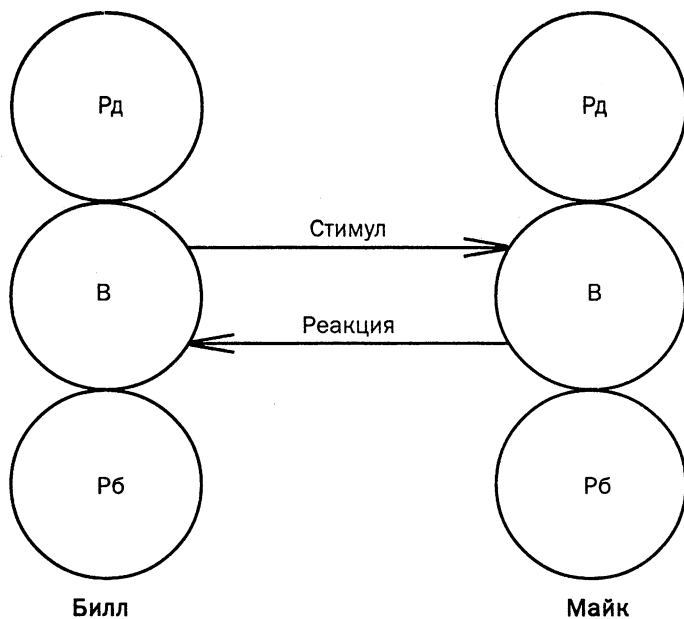 Рд Рд
Стимул
В В
Реакция
Рб Рб
Билл Майк